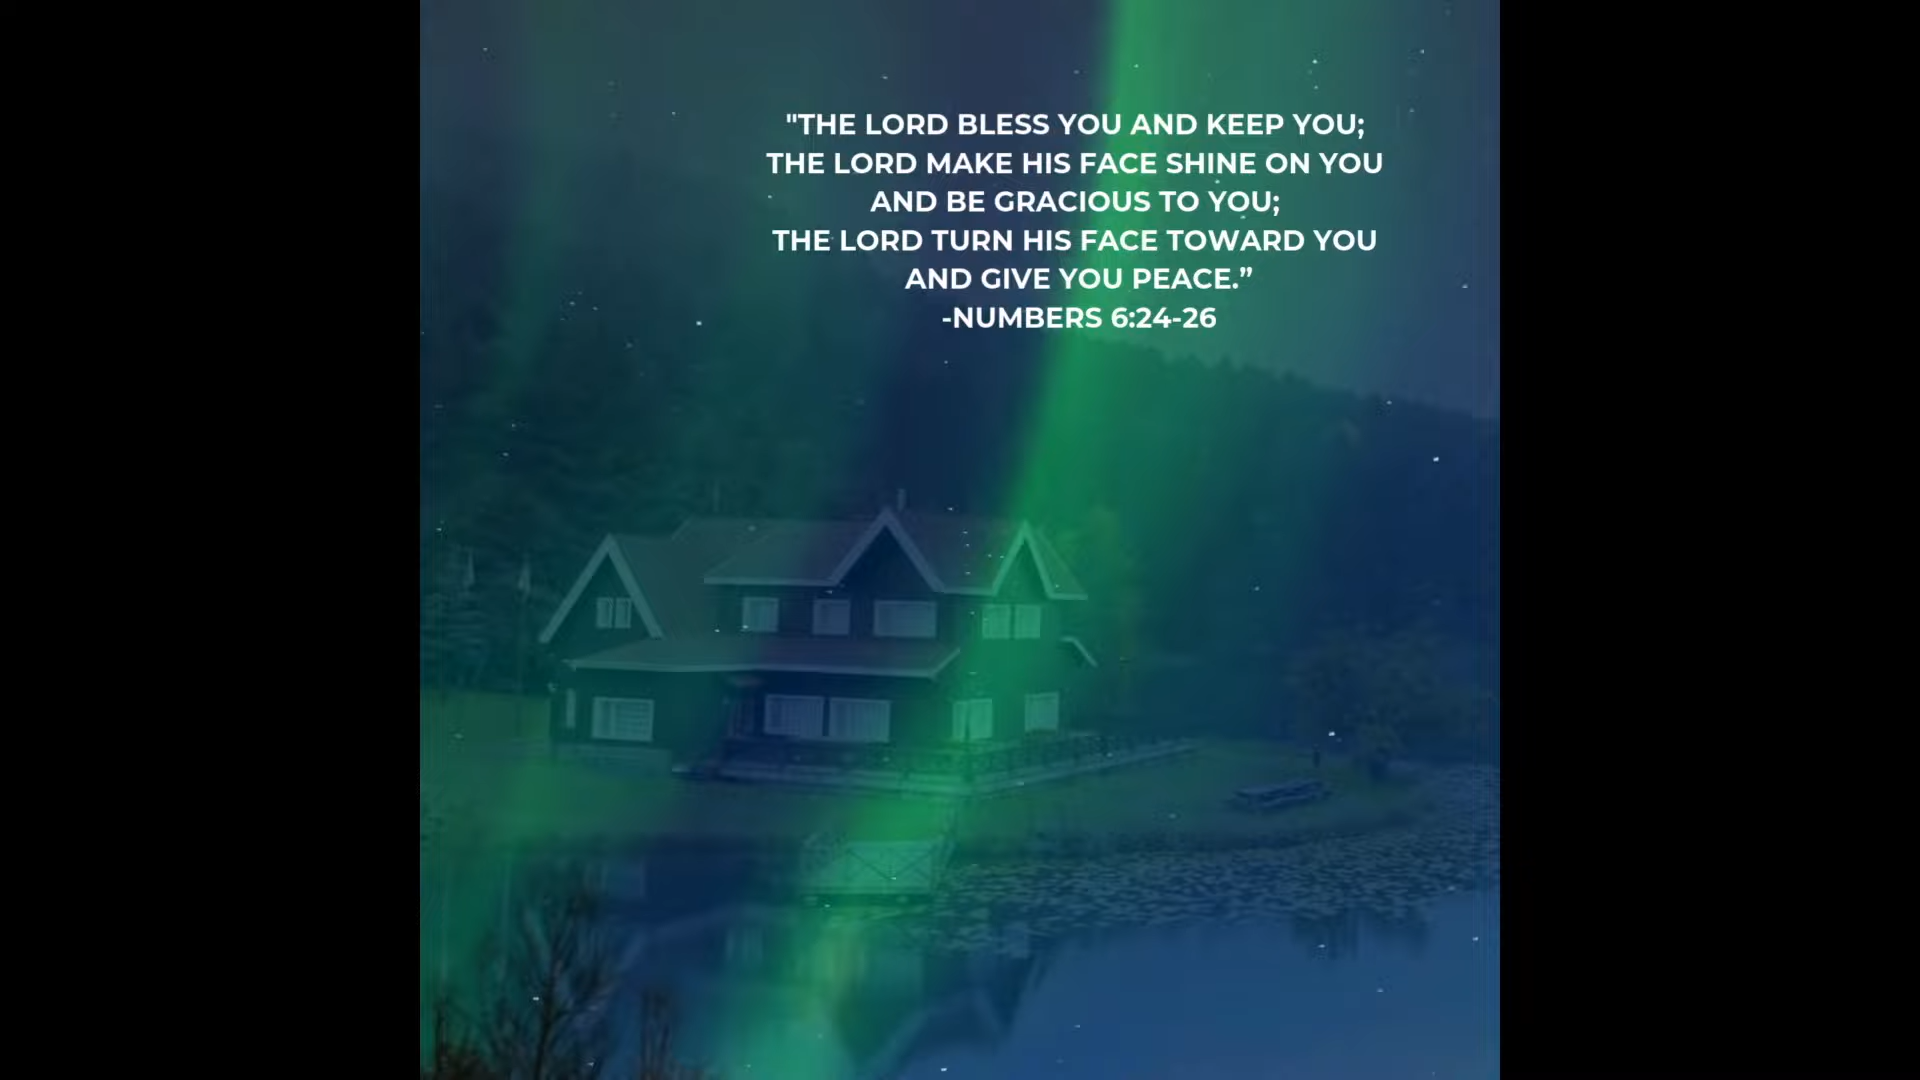 "THE LORD BLESS YOU AND KEEP YOU;
THE LORD MAKE HIS FACE SHINE ON YOU
AND BE GRACIOUS TO YOU;
THE LORD TURN HIS FACE TOWARD YOU
AND GIVE YOU PEACE.”
-NUMBERS 6:24-26